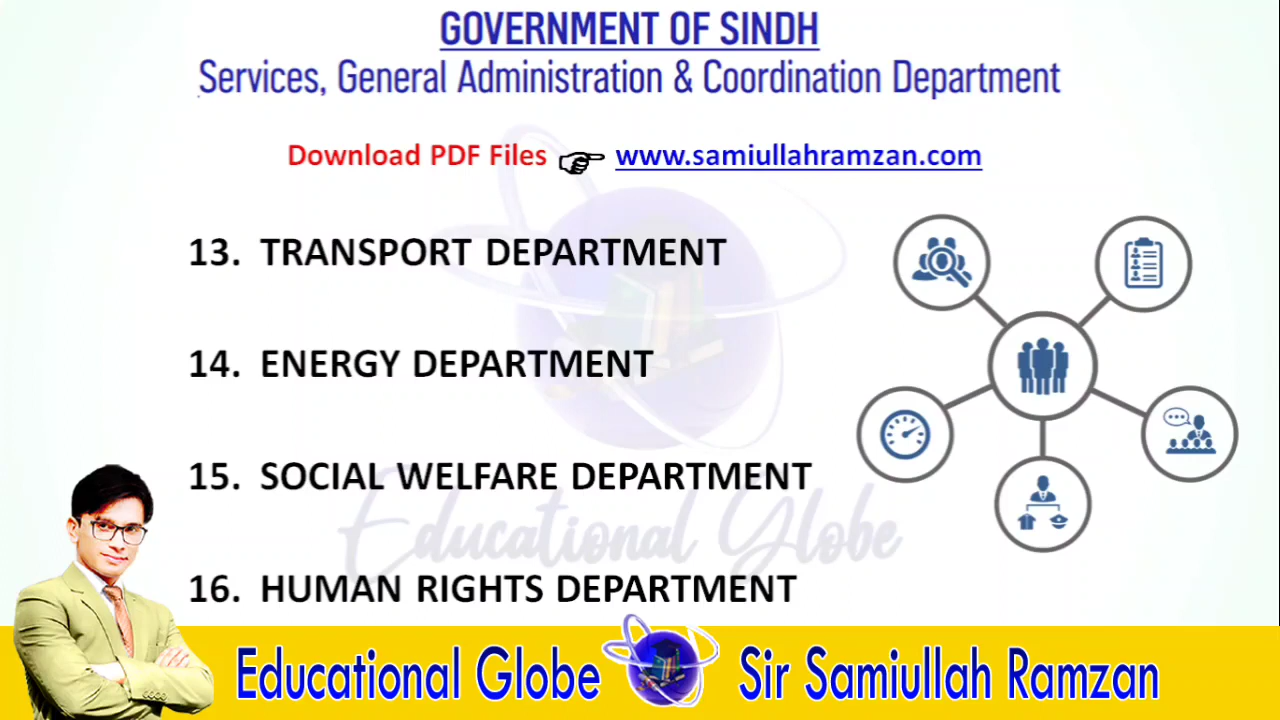 GOVERNMENT OF SINDH
Services, General Administration & Coordination Department
Download PDF Files www.samiullahramzan.com
13. TRANSPORT DEPARTMENT
14. ENERGY DEPARTMENT
15. SOCIAL WELFARE DEPARTMENT
Educational Globe
16. HUMAN RIGHTS DEPARTMENT
Educational Globe Sir Samiullah Ramzan